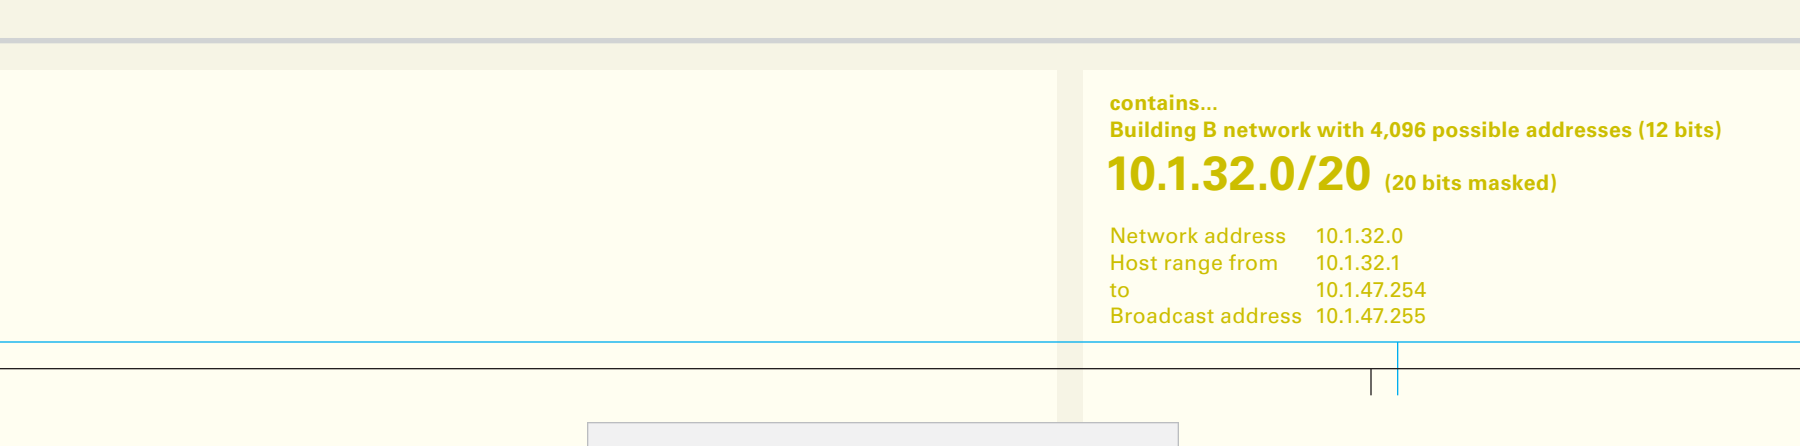 contains...
Building B network with 4,096 possible addresses (12 bits)
10.1.32.0/20 (20 bits masked)
Network address 10.1.32.0
Host range from 10.1.32.1
to 10.1.47.254
Broadcast address 10.1.47.255